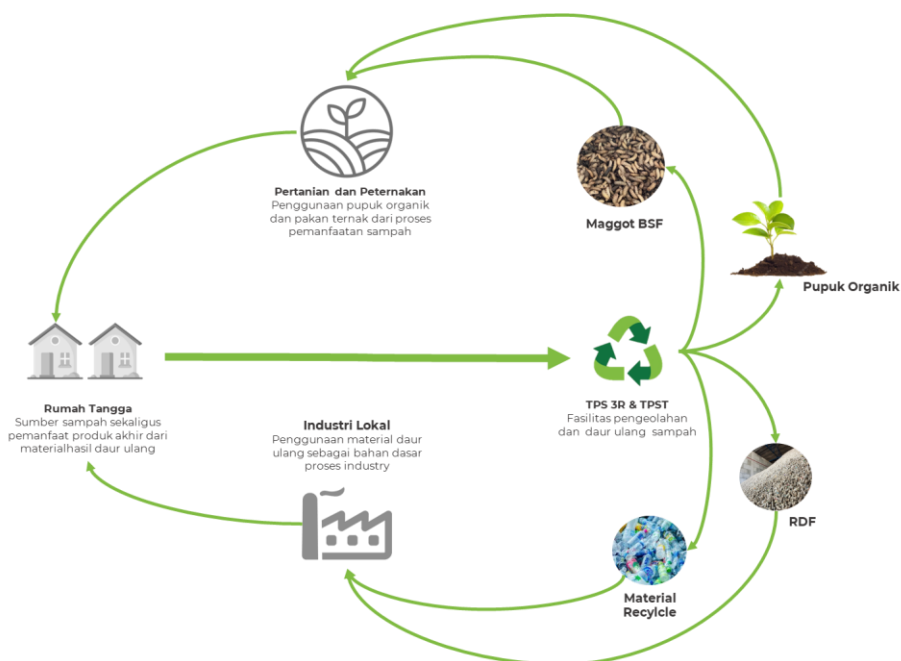 Pertanian dan Peternakan
Penggunaan pupuk organik
dan pakan ternak dari proses
pemanfaatan sampah
Maggot BSF
Pupuk Organik
Rumah Tangga
Sumber sampah sekaligus
pemanfaat produk akhir dari
materialhasil daur ulang
Industri Lokal
Penggunaan material daur
ulang sebagai bahan dasar
proses industry
TPS 3R & TPST
Fasilitas pengeolahan
dan daur ulang sampah
RDF
Material
Recylcle